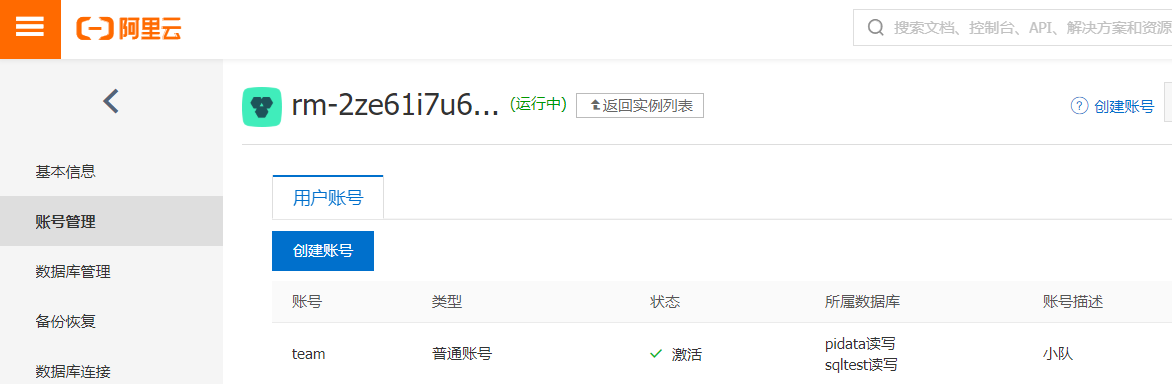 阿里云
搜索文档、控制台、API、解决方案和资源
rm-2ze61i7u6... (运行中) 返回实例列表
创建账号
基本信息
账号管理
数据库管理
备份恢复
数据库连接
用户账号
创建账号
账号 类型 状态 所属数据库 账号描述
team 普通账号 激活 pidata读写 小队
sqltest读写